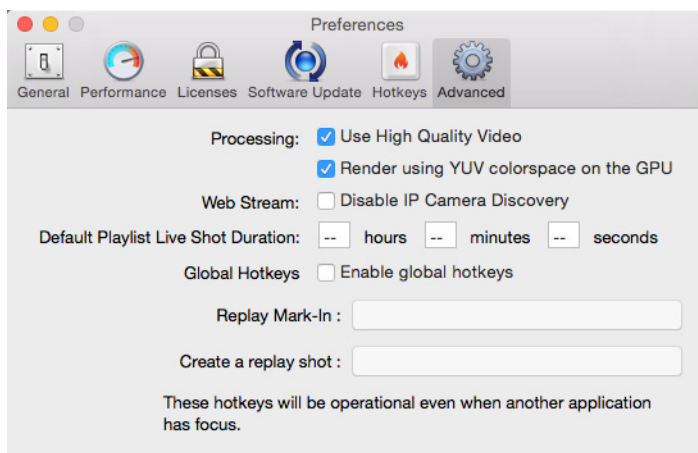 Preferences
General Performance Licenses Software Update Hotkeys Advanced
Processing: Use High Quality Video
Render using YUV colorspace on the GPU
Web Stream: Disable IP Camera Discovery
Default Playlist Live Shot Duration: -- hours -- minutes -- seconds
Global Hotkeys Enable global hotkeys
Replay Mark-In :
Create a replay shot :
These hotkeys will be operational even when another application
has focus.